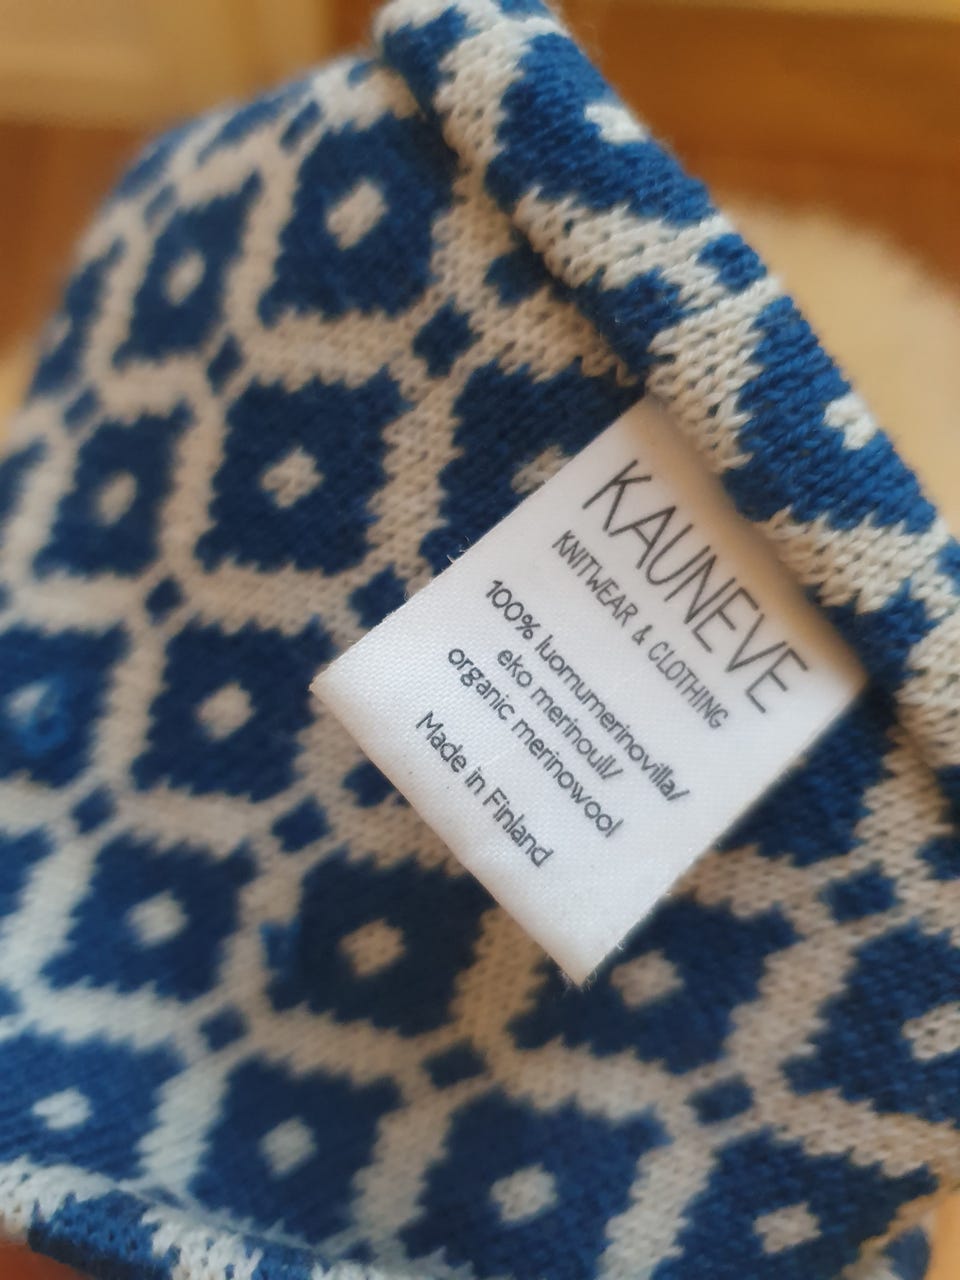 KAUNEVE
KNITWEAR & CLOTHING
100% luomumerinovilla/
eko merinoull/
organic merinowool
Made in Finland